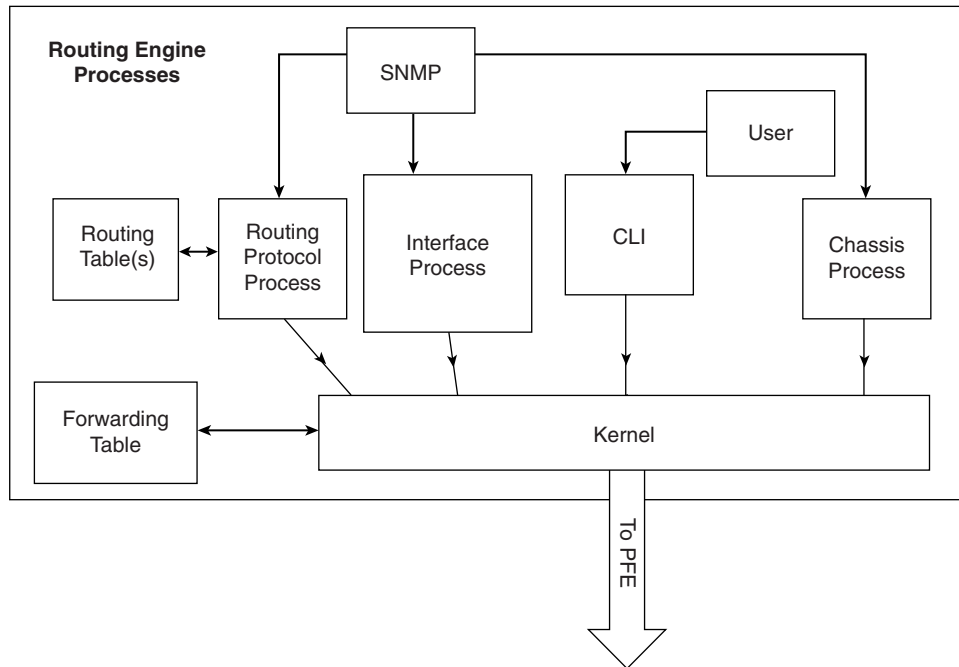 Routing Engine
Processes
SNMP
User
Routing
Table(s)
Routing
Protocol
Process
Interface
Process
CLI
Chassis
Process
Forwarding
Table
Kernel
To PFE